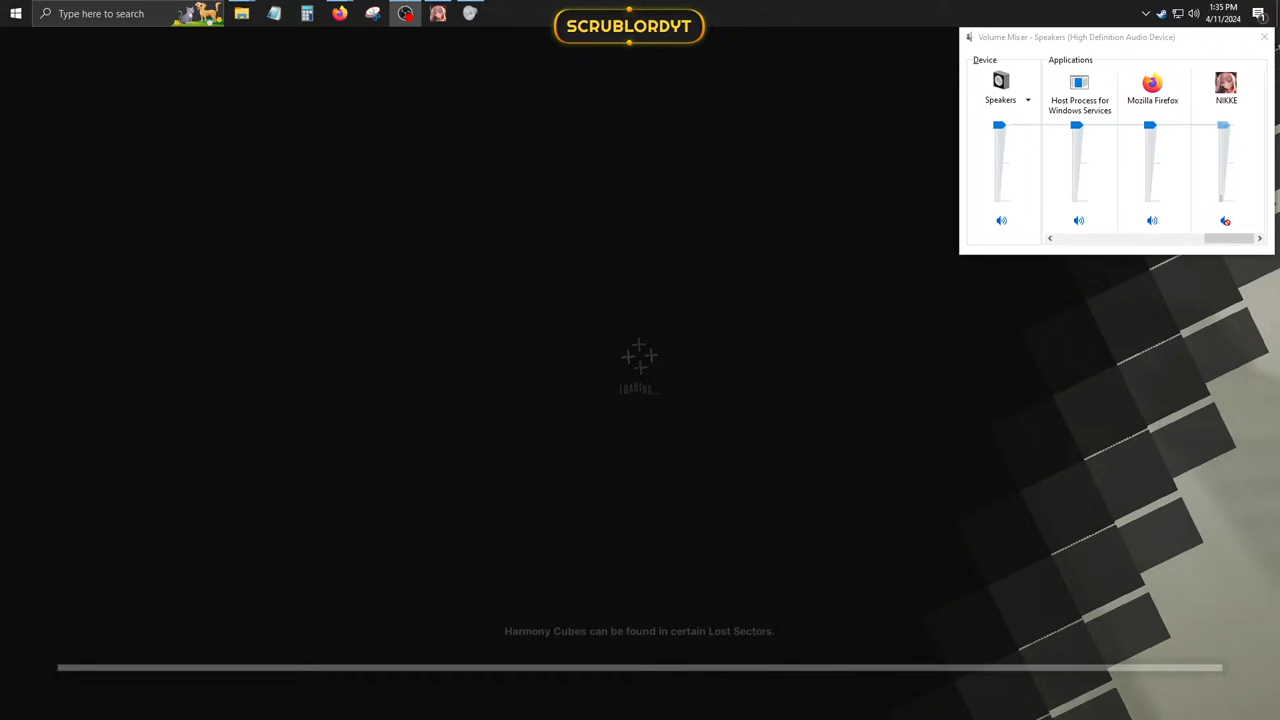 Type here to search
SCRUBLORDYT
1:35 PM
4/11/2024
1
Volume Mixer - Speakers (High Definition Audio Device)
Device
Applications
Speakers
Host Process for
Windows Services
Mozilla Firefox
NIKKE
LOADING...
Harmony Cubes can be found in certain Lost Sectors.